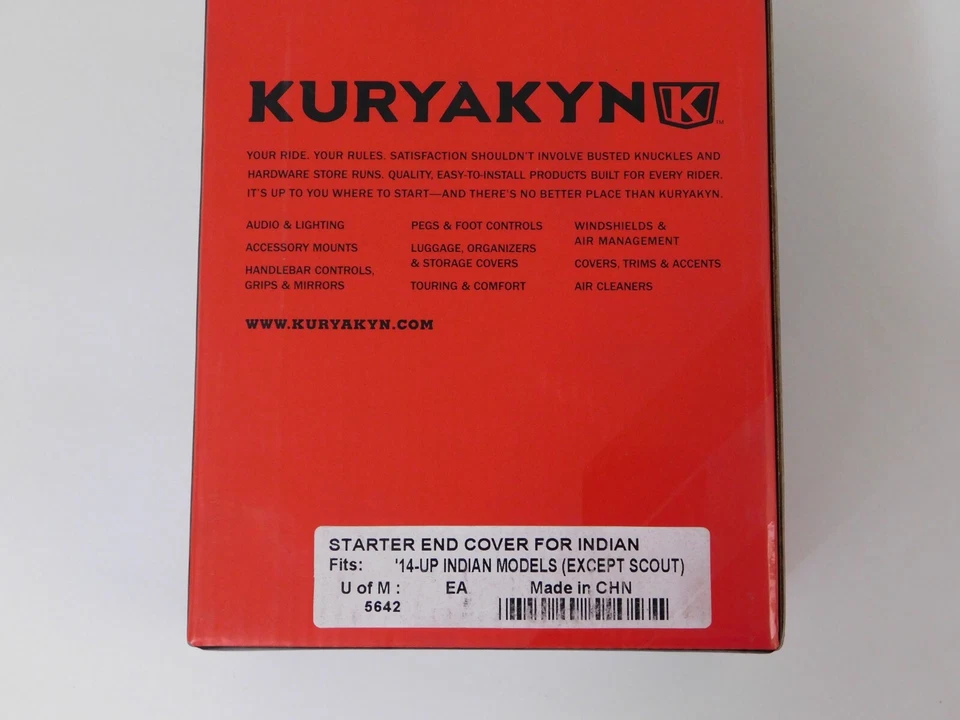 KURYAKYN K ™
YOUR RIDE. YOUR RULES. SATISFACTION SHOULDN'T INVOLVE BUSTED KNUCKLES AND
HARDWARE STORE RUNS. QUALITY, EASY-TO-INSTALL PRODUCTS BUILT FOR EVERY RIDER.
IT'S UP TO YOU WHERE TO START—AND THERE'S NO BETTER PLACE THAN KURYAKYN.
AUDIO & LIGHTING
ACCESSORY MOUNTS
HANDLEBAR CONTROLS,
GRIPS & MIRRORS
PEGS & FOOT CONTROLS
LUGGAGE, ORGANIZERS
& STORAGE COVERS
TOURING & COMFORT
WINDSHIELDS &
AIR MANAGEMENT
COVERS, TRIMS & ACCENTS
AIR CLEANERS
WWW.KURYAKYN.COM
STARTER END COVER FOR INDIAN
Fits: '14-UP INDIAN MODELS (EXCEPT SCOUT)
U of M : EA Made in CHN
5642